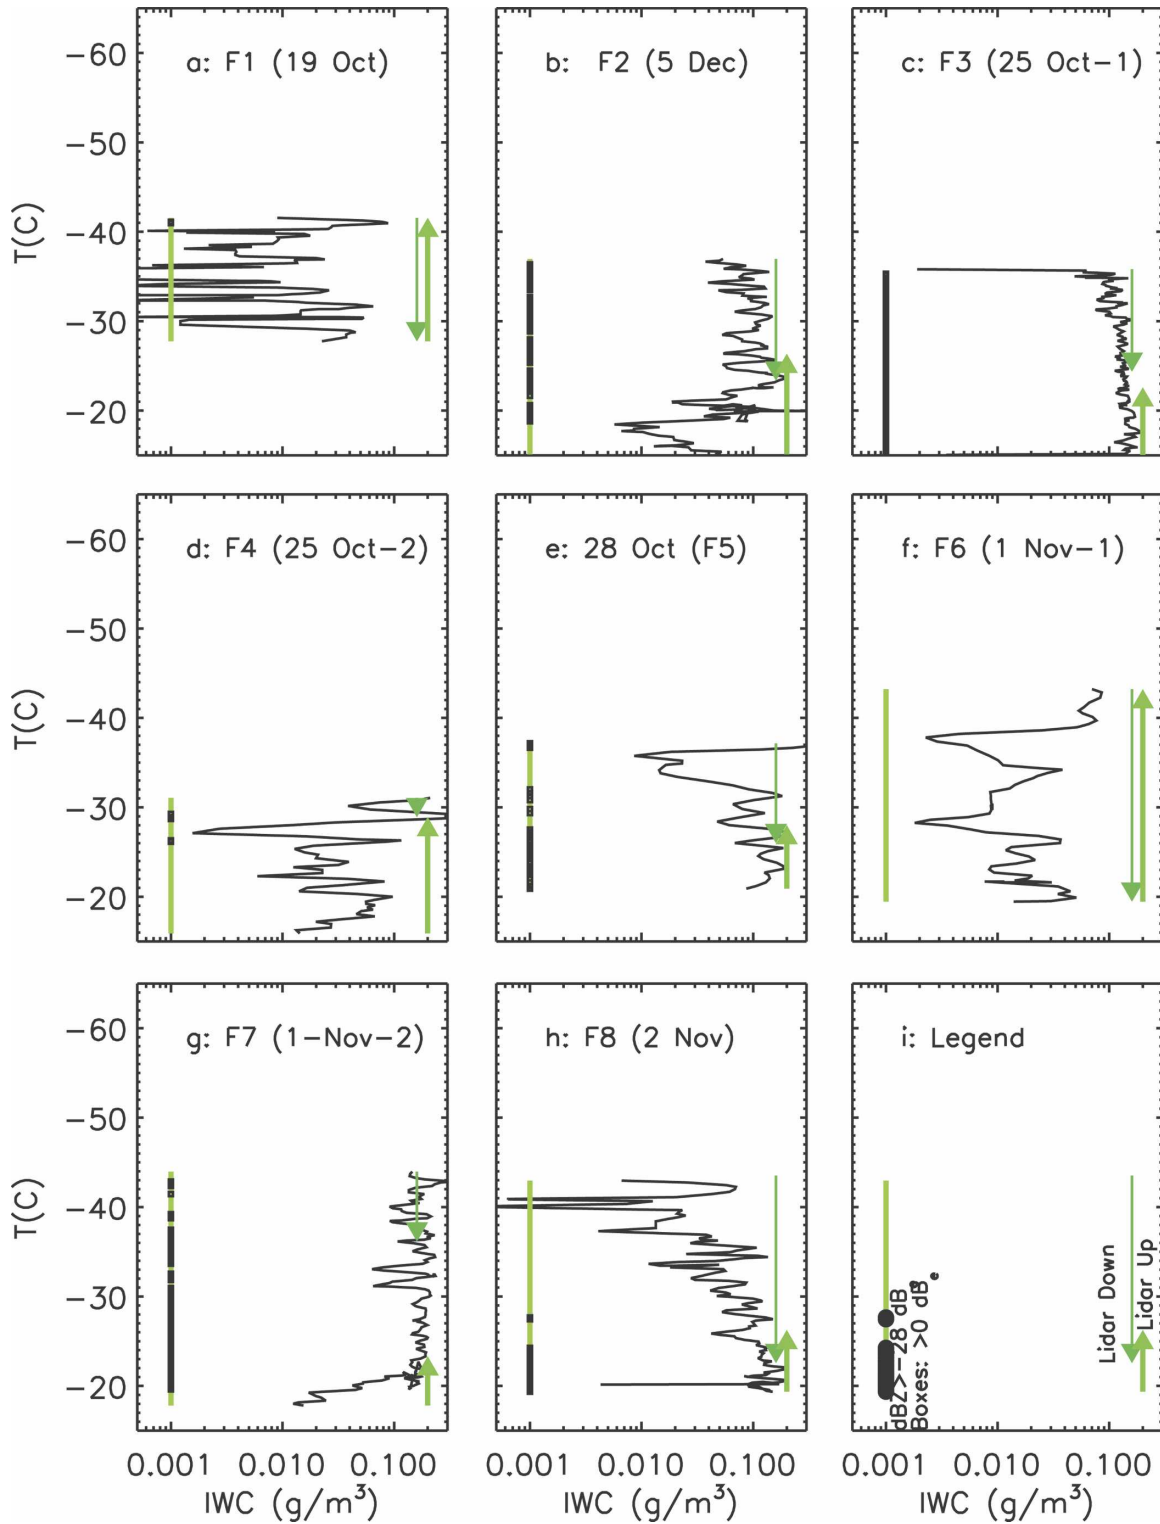 a: F1 (19 Oct)
b: F2 (5 Dec)
c: F3 (25 Oct-1)
-60
-50
-40
-30
-20
T(C)
d: F4 (25 Oct-2)
e: 28 Oct (F5)
f: F6 (1 Nov-1)
-60
-50
-40
-30
-20
T(C)
g: F7 (1-Nov-2)
h: F8 (2 Nov)
i: Legend
-60
-50
-40
-30
-20
T(C)
dBZ>-28 dB
Boxes: >0 dB
e
e
Lidar Down
Lidar Up
0.001 0.010 0.100
0.001 0.010 0.100
0.001 0.010 0.100
IWC (g/m³)
IWC (g/m³)
IWC (g/m³)